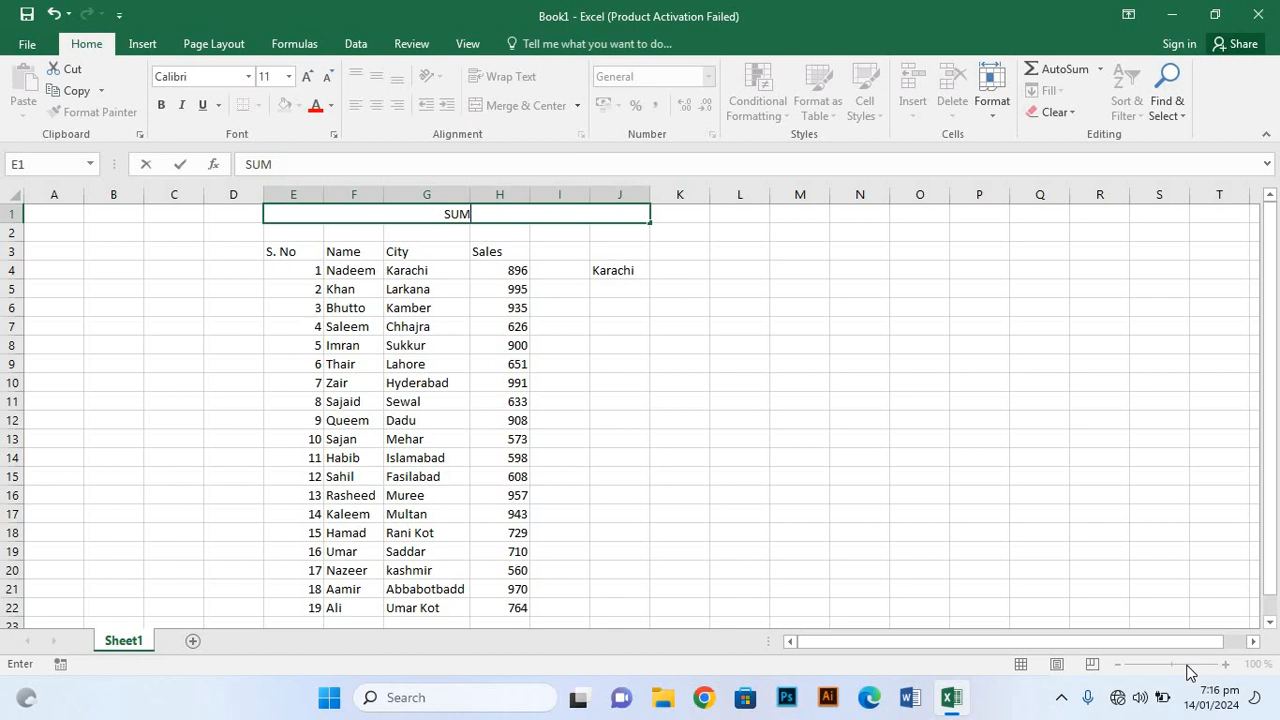 Book1 - Excel (Product Activation Failed)
File Home Insert Page Layout Formulas Data Review View Tell me what you want to do... Sign in Share
Cut
Copy
Format Painter
Paste
Clipboard
Calibri 11
B I U A
Font
Wrap Text
Merge & Center
Alignment
General
%
Number
Conditional Formatting
Format as Table
Cell Styles
Styles
Insert Delete Format
Cells
AutoSum
Fill
Clear
Sort & Filter
Find & Select
Editing
E1 fx SUM
A B C D E F G H I J K L M N O P Q R S T
1 SUM
2
3 S. No Name City Sales
4 1 Nadeem Karachi 896 Karachi
5 2 Khan Larkana 995
6 3 Bhutto Kamber 935
7 4 Saleem Chhajra 626
8 5 Imran Sukkur 900
9 6 Thair Lahore 651
10 7 Zair Hyderabad 991
11 8 Sajaid Sewal 633
12 9 Queem Dadu 908
13 10 Sajan Mehar 573
14 11 Habib Islamabad 598
15 12 Sahil Fasilabad 608
16 13 Rasheed Muree 957
17 14 Kaleem Multan 943
18 15 Hamad Rani Kot 729
19 16 Umar Saddar 710
20 17 Nazeer kashmir 560
21 18 Aamir Abbabotbadd 970
22 19 Ali Umar Kot 764
23
Sheet1
Enter 100 %
Search Ps Ai 7:16 pm
14/01/2024